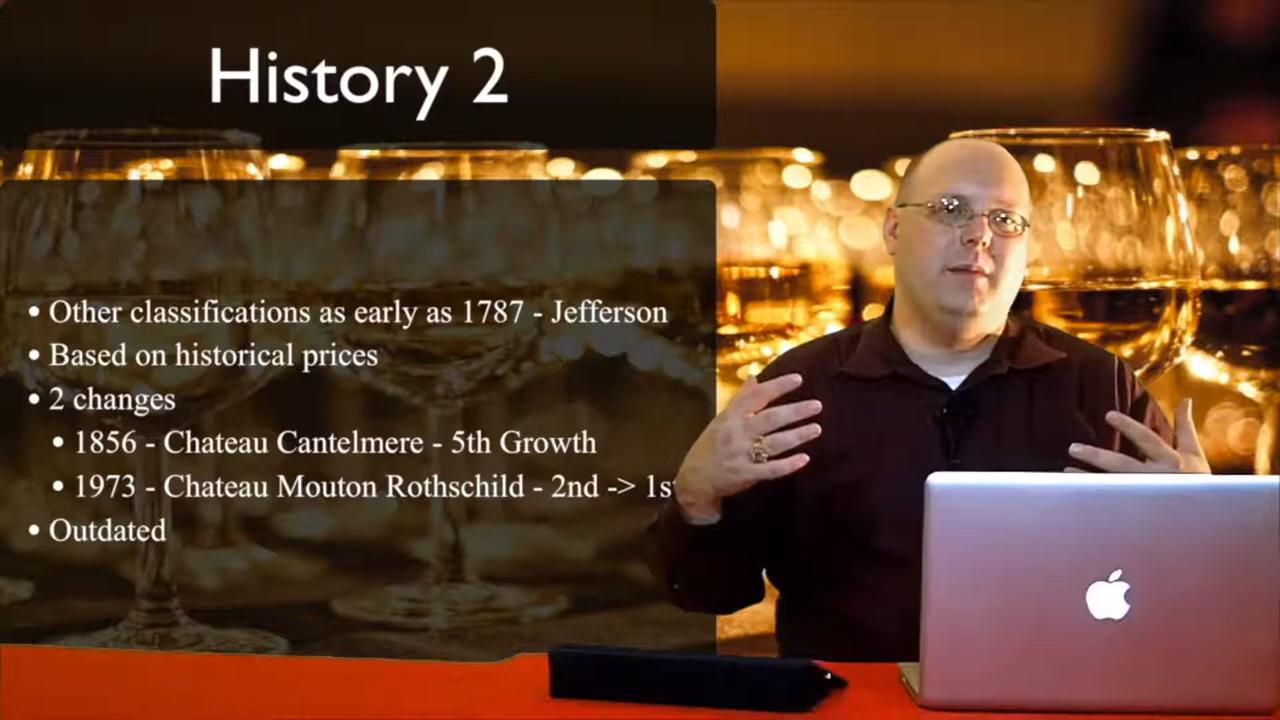 History 2
• Other classifications as early as 1787 - Jefferson
• Based on historical prices
• 2 changes
• 1856 - Chateau Cantelmere - 5th Growth
• 1973 - Chateau Mouton Rothschild - 2nd -> 1st
• Outdated